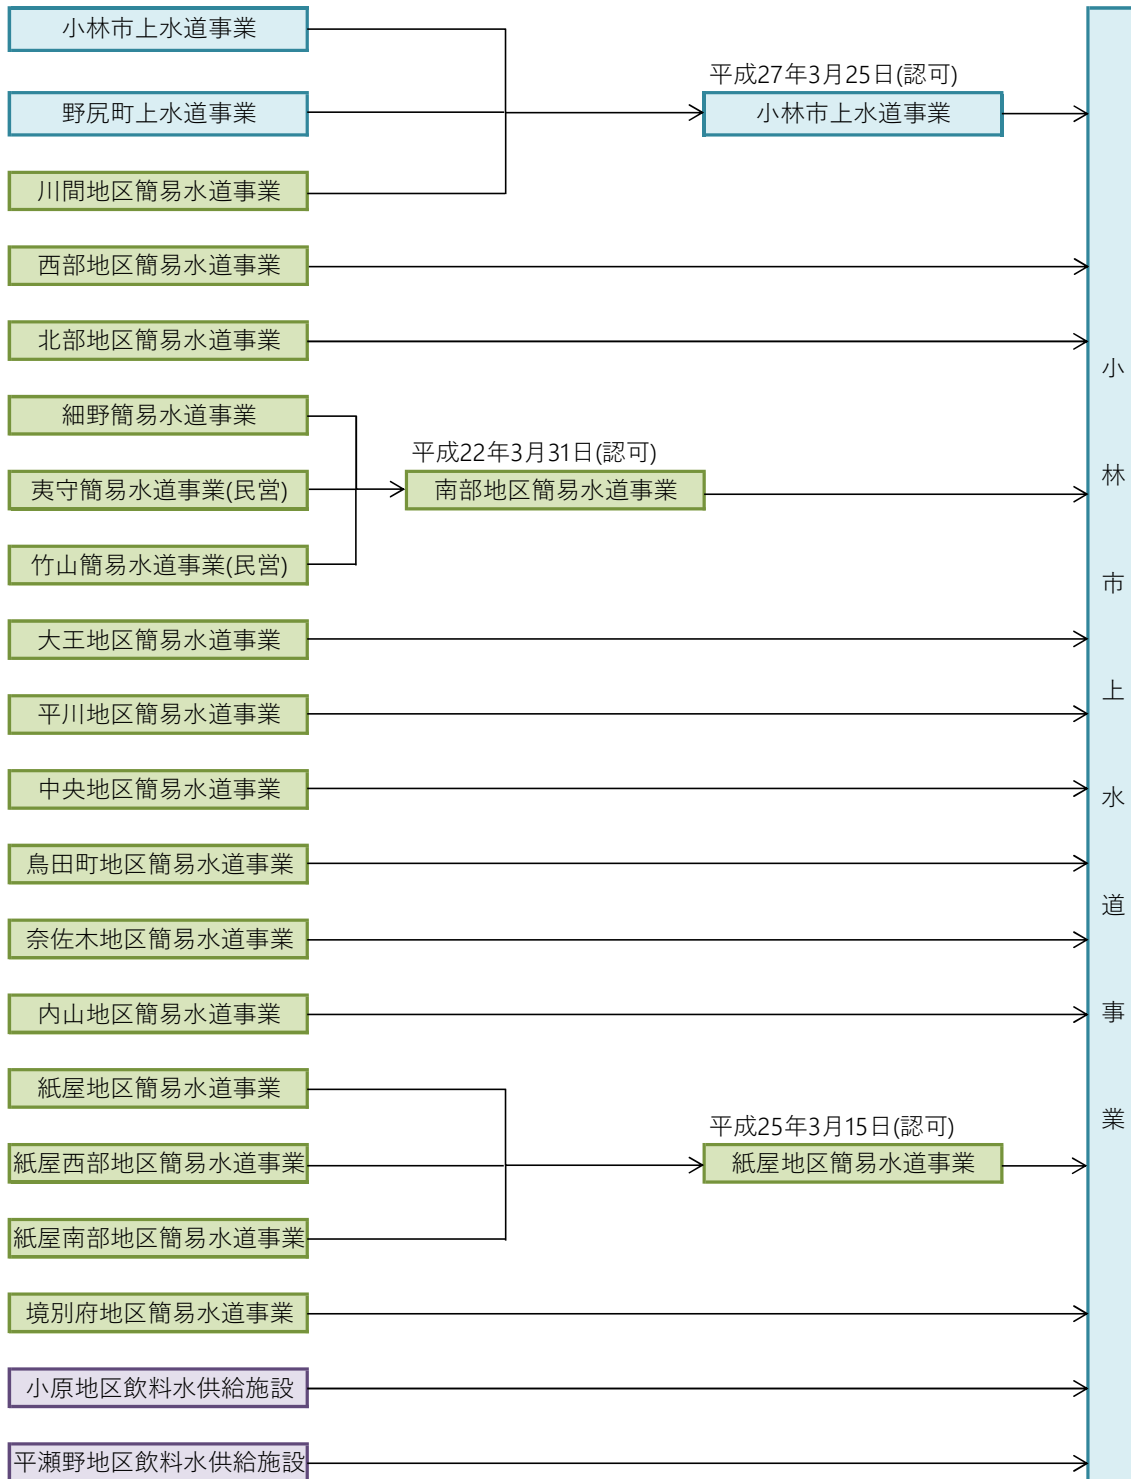 小林市上水道事業
平成27年3月25日(認可)
野尻町上水道事業
小林市上水道事業
川間地区簡易水道事業
西部地区簡易水道事業
北部地区簡易水道事業
細野簡易水道事業
平成22年3月31日(認可)
夷守簡易水道事業(民営)
南部地区簡易水道事業
竹山簡易水道事業(民営)
大王地区簡易水道事業
平川地区簡易水道事業
中央地区簡易水道事業
鳥田町地区簡易水道事業
奈佐木地区簡易水道事業
内山地区簡易水道事業
紙屋地区簡易水道事業
平成25年3月15日(認可)
紙屋西部地区簡易水道事業
紙屋地区簡易水道事業
紙屋南部地区簡易水道事業
境別府地区簡易水道事業
小原地区飲料水供給施設
平瀬野地区飲料水供給施設
小林市上水道事業